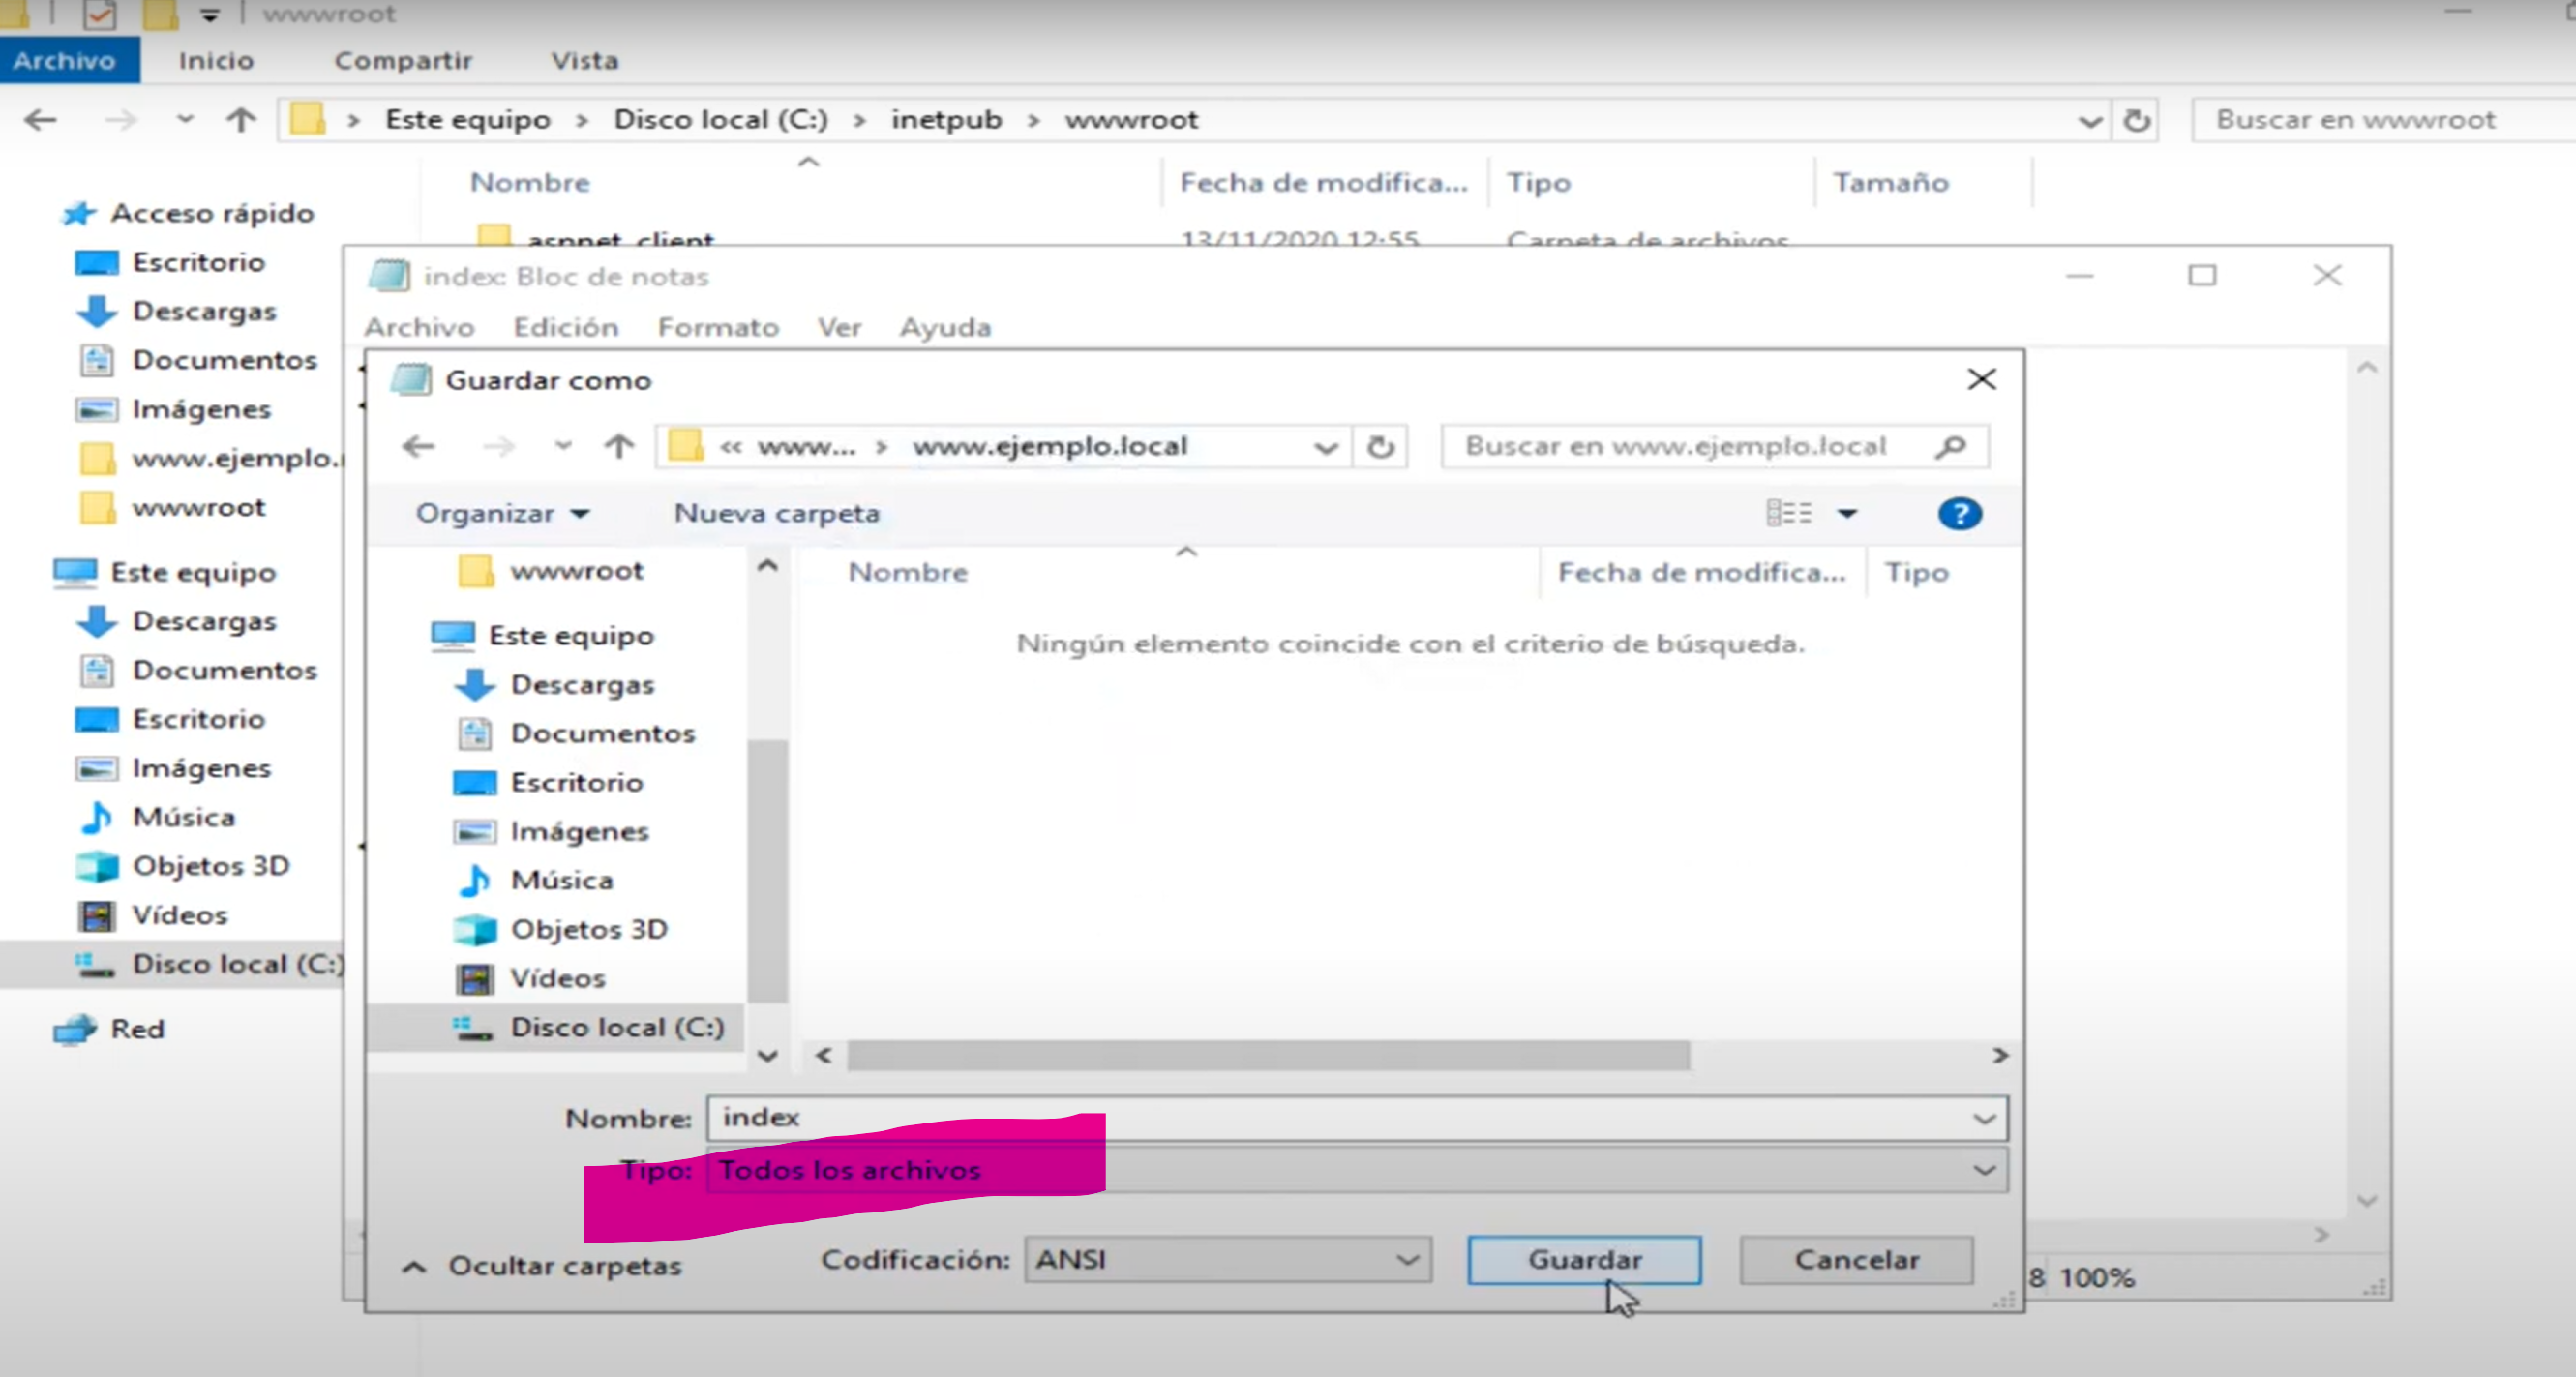 wwwroot
Archivo Inicio Compartir Vista
Este equipo > Disco local (C:) > inetpub > wwwroot
Buscar en wwwroot
Nombre Fecha de modifica... Tipo Tamaño
aspnet_client 13/11/2020 12:55 Carpeta de archivos
Acceso rápido
Escritorio
Descargas
Documentos
Imágenes
www.ejemplo.
wwwroot
Este equipo
Descargas
Documentos
Escritorio
Imágenes
Música
Objetos 3D
Vídeos
Disco local (C:)
Red
index: Bloc de notas
Archivo Edición Formato Ver Ayuda
Guardar como
« www... > www.ejemplo.local
Buscar en www.ejemplo.local
Organizar Nueva carpeta
?
Nombre Fecha de modifica... Tipo
Ningún elemento coincide con el criterio de búsqueda.
wwwroot
Este equipo
Descargas
Documentos
Escritorio
Imágenes
Música
Objetos 3D
Vídeos
Disco local (C:)
Nombre: index
Tipo: Todos los archivos
Ocultar carpetas
Codificación: ANSI
Guardar Cancelar
8 100%